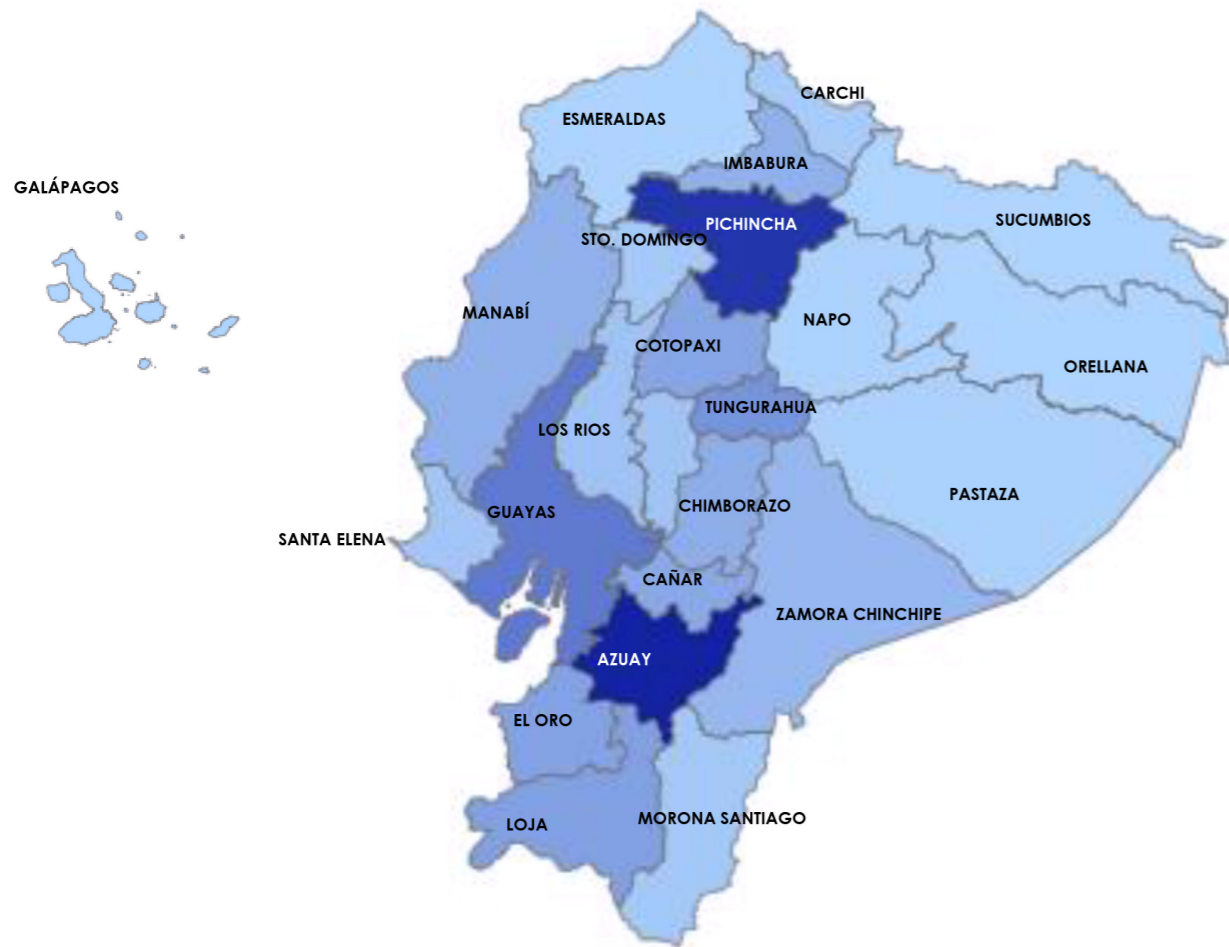 CARCHI
ESMERALDAS
IMBABURA
GALÁPAGOS
SUCUMBIOS
PICHINCHA
STO. DOMINGO
MANABÍ
NAPO
COTOPAXI
ORELLANA
TUNGURAHUA
LOS RIOS
PASTAZA
CHIMBORAZO
GUAYAS
SANTA ELENA
CAÑAR
ZAMORA CHINCHIPE
AZUAY
EL ORO
MORONA SANTIAGO
LOJA